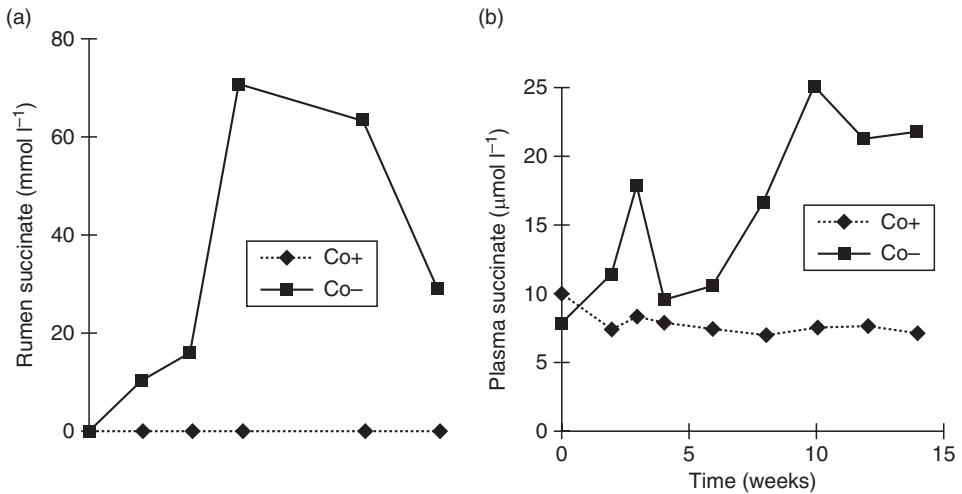 (a)
80
60
40
20
0
Rumen succinate (mmol l⁻¹)
Co+
Co–
(b)
25
20
15
10
5
0
Plasma succinate (μmol l⁻¹)
Co+
Co–
0 5 10 15
Time (weeks)